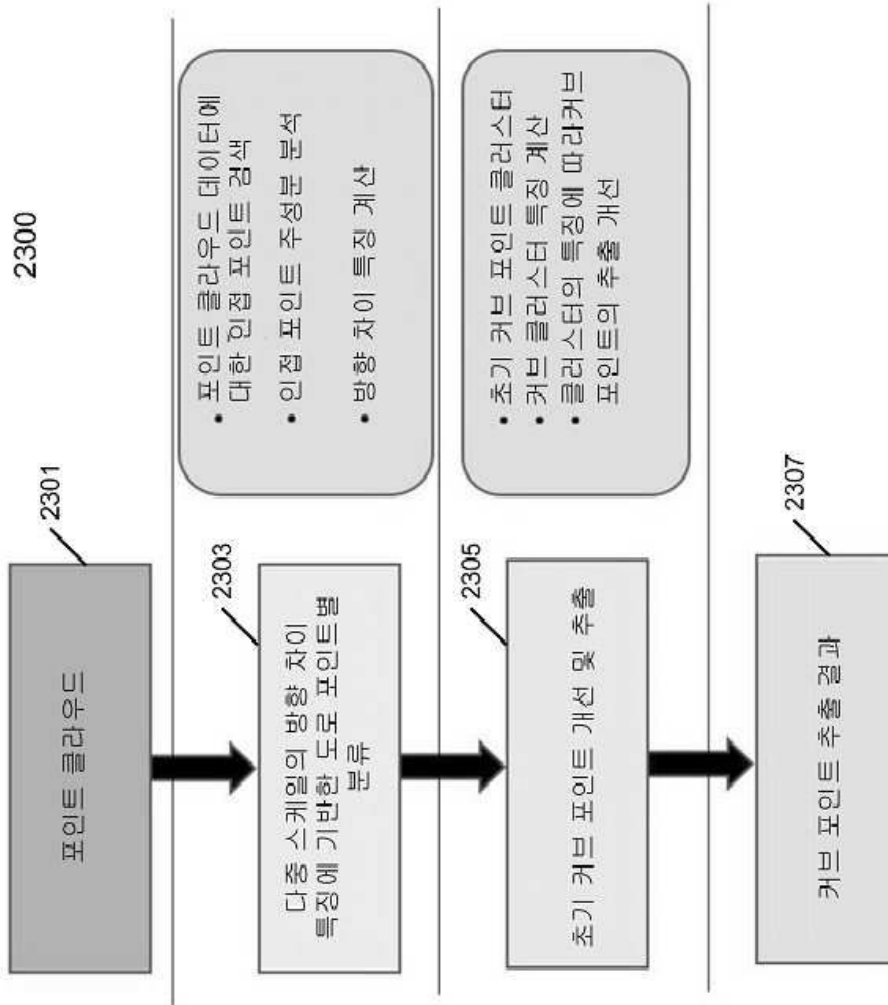 2300
2301
포인트 클라우드
2303
다중 스케일의 방향 차이
특징에 기반한 도로 포인트별
분류
• 포인트 클라우드 데이터에
대한 인접 포인트 검색
• 인접 포인트 주성분 분석
• 방향 차이 특징 계산
2305
초기 커브 포인트 개선 및 추출
• 초기 커브 포인트 클러스터
• 커브 클러스터 특징 계산
• 클러스터의 특징에 따라커브
포인트의 추출 개선
2307
커브 포인트 추출 결과